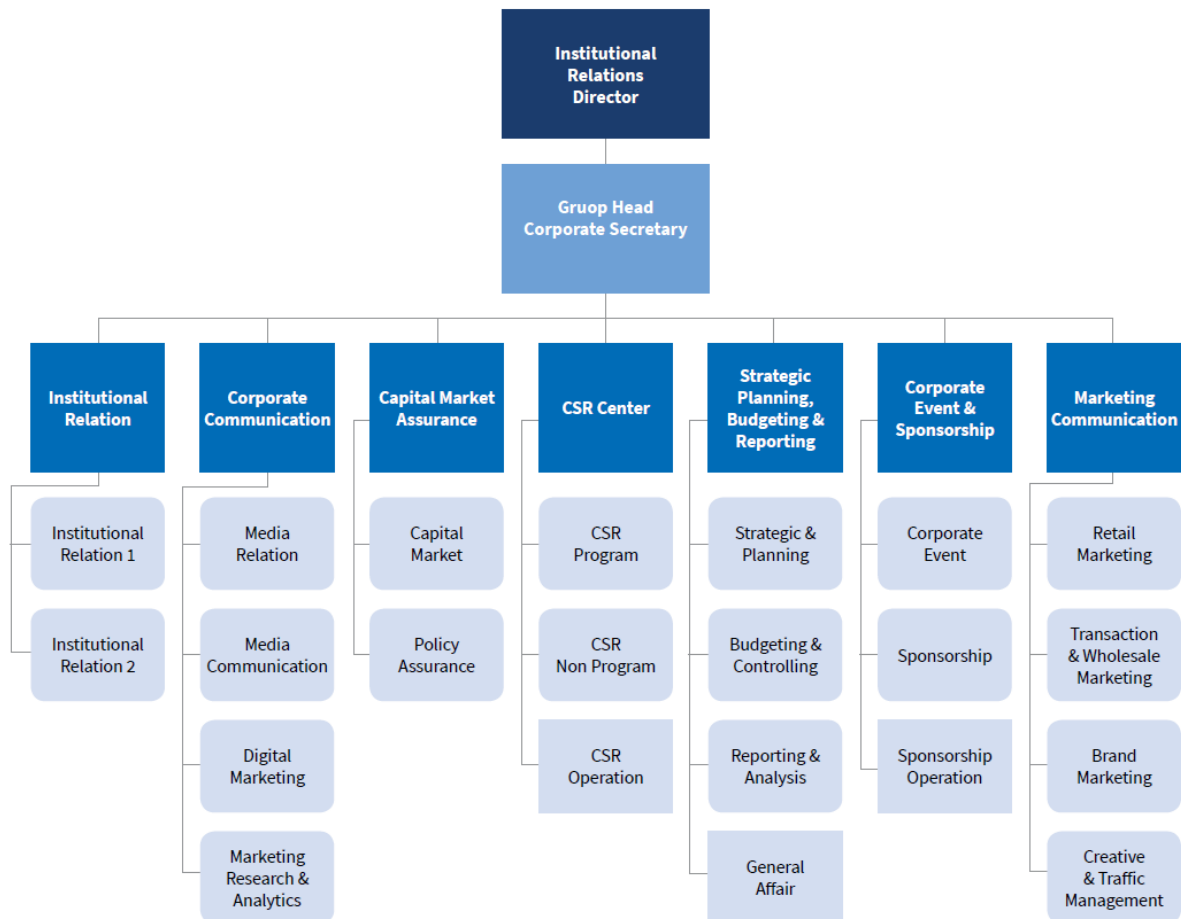 Institutional
Relations
Director
Gruop Head
Corporate Secretary
Institutional
Relation
Corporate
Communication
Capital Market
Assurance
CSR Center
Strategic
Planning,
Budgeting &
Reporting
Corporate
Event &
Sponsorship
Marketing
Communication
Institutional
Relation 1
Media
Relation
Capital
Market
CSR
Program
Strategic &
Planning
Corporate
Event
Retail
Marketing
Institutional
Relation 2
Media
Communication
Policy
Assurance
CSR
Non Program
Budgeting &
Controlling
Sponsorship
Transaction
& Wholesale
Marketing
Digital
Marketing
CSR
Operation
Reporting &
Analysis
Sponsorship
Operation
Brand
Marketing
Marketing
Research &
Analytics
General
Affair
Creative
& Traffic
Management